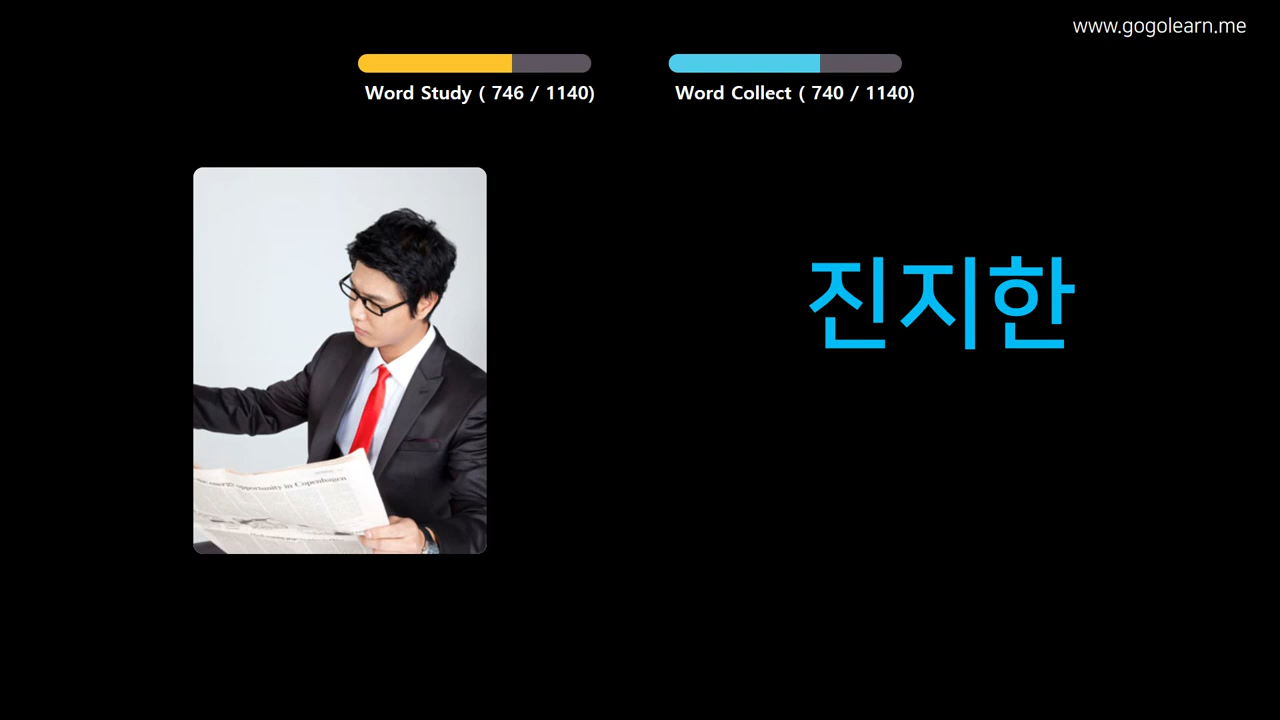 www.gogolearn.me
Word Study ( 746 / 1140)
Word Collect ( 740 / 1140)
진지한
opportunity in Copenhagen